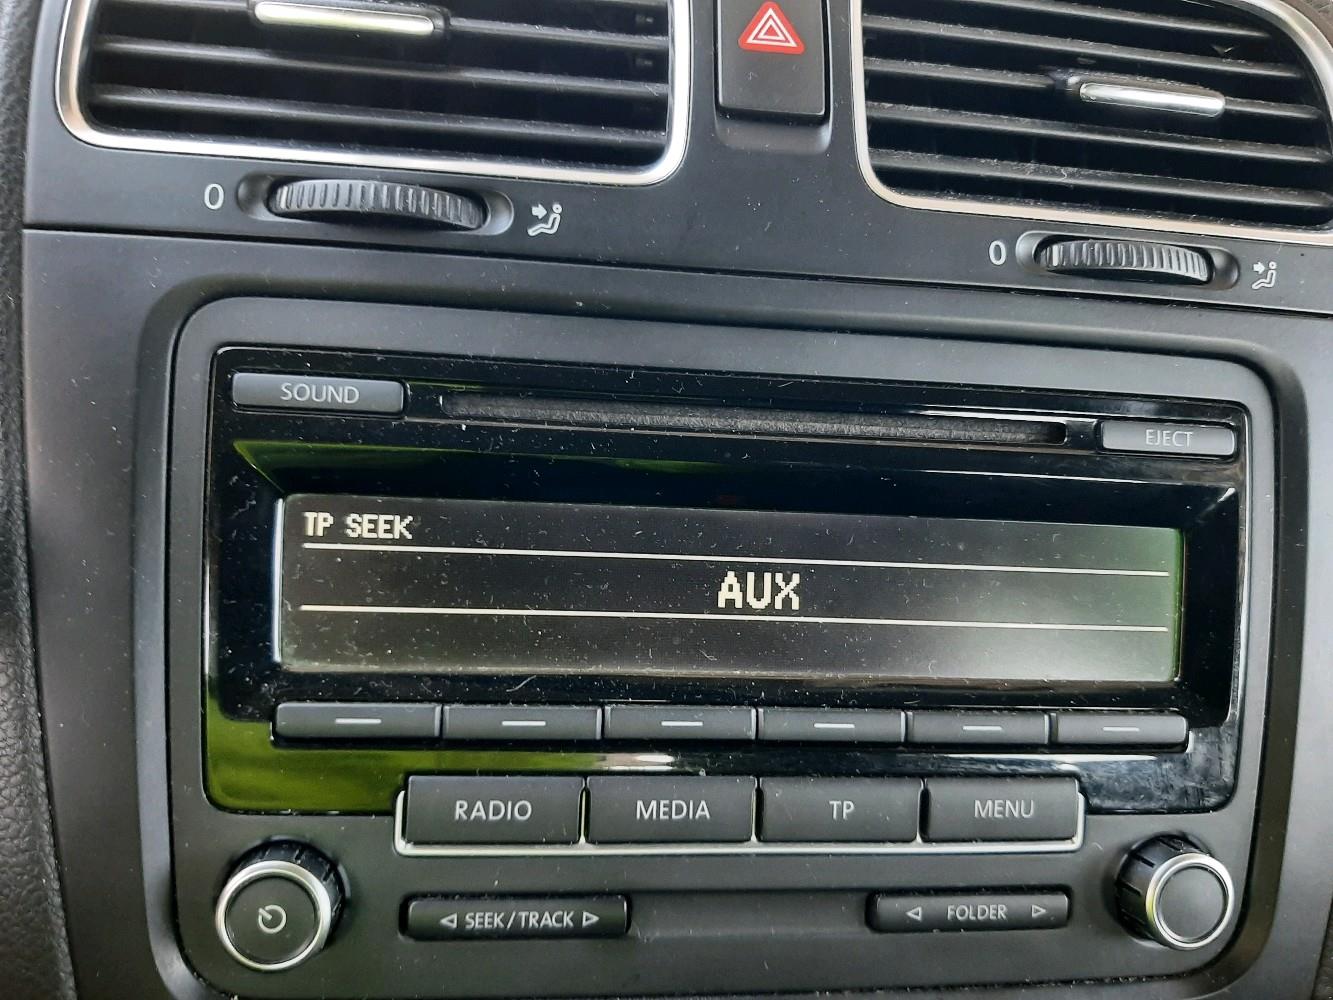 0
0
SOUND
EJECT
TP SEEK
AUX
RADIO MEDIA TP MENU
◁ SEEK/TRACK ▷
◁ FOLDER ▷